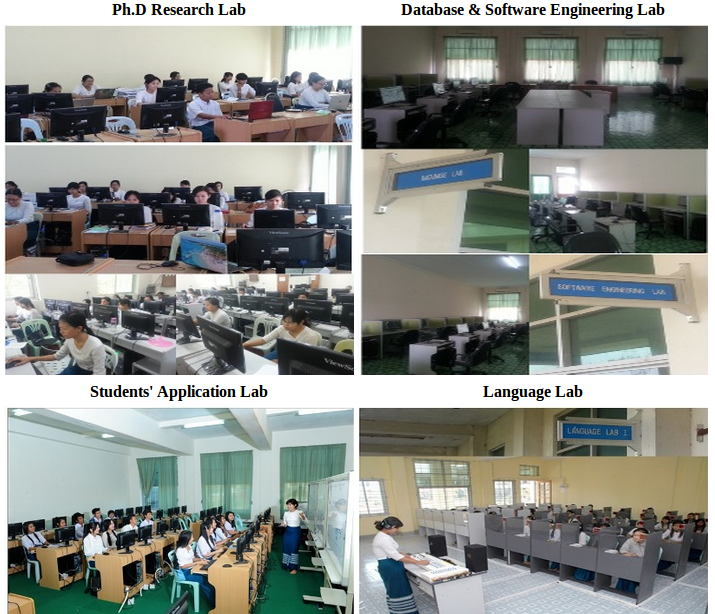 Ph.D Research Lab
Database & Software Engineering Lab
LAB
SOFTWARE ENGINEERING LAB
ViewSonic
Students' Application Lab
Language Lab
LANGUAGE LAB 1